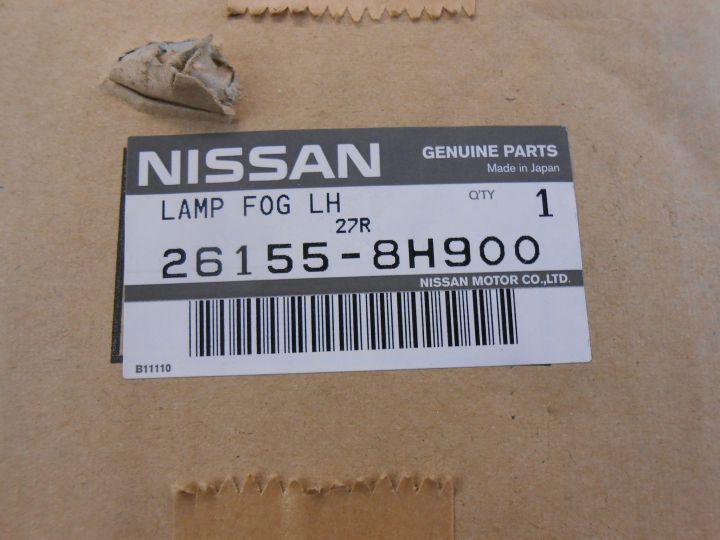 NISSAN GENUINE PARTS
Made in Japan
LAMP FOG LH Q'TY 1
27R
26155-8H900
NISSAN MOTOR CO.,LTD.
B11110